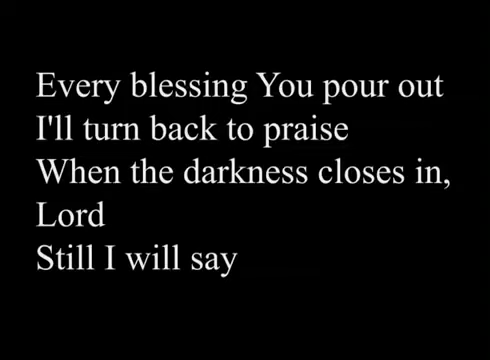 Every blessing You pour out
I'll turn back to praise
When the darkness closes in,
Lord
Still I will say